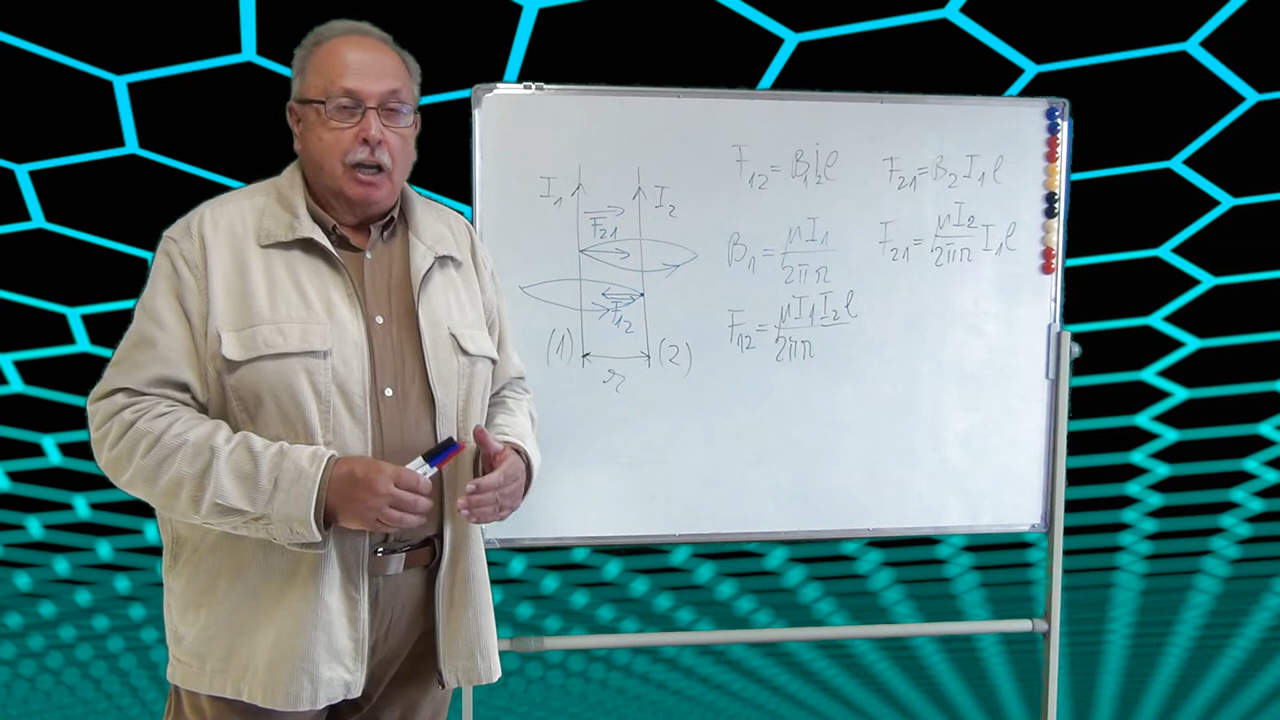 I₁
I₂
F₂₁
F₁₂
(1)
(2)
r
F₁₂ = B₁I₂l
B₁ = μI₁/2πr
F₁₂ = μI₁I₂l/2πr
F₂₁ = B₂I₁l
F₂₁ = μI₂/2πr I₁l